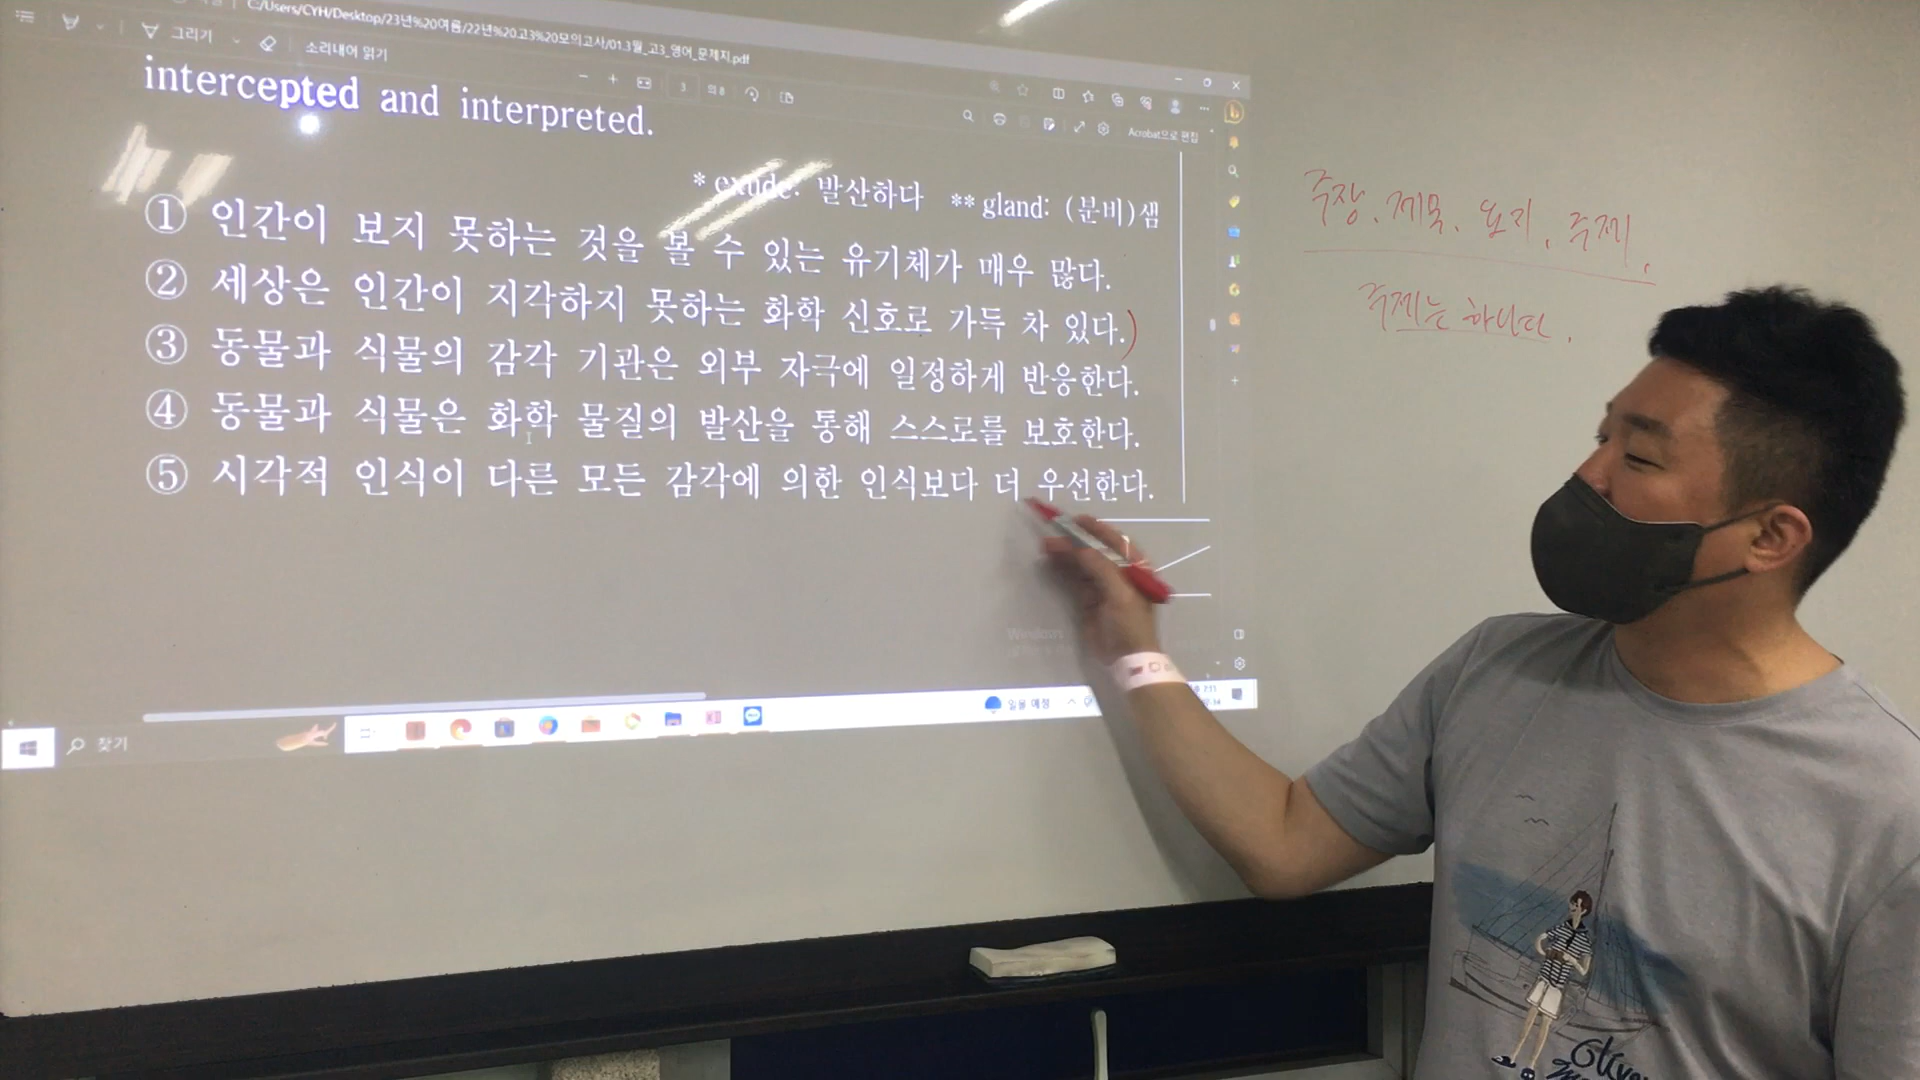 C:/Users/CYH/Desktop/23년%20여름/22년%20고3%20모의고사/01.3월_고3_영어_문제지.pdf
그리기
소리내어 읽기
3 의 8
Acrobat으로 편집
intercepted and interpreted.
* exude: 발산하다 ** gland: (분비)샘
① 인간이 보지 못하는 것을 볼 수 있는 유기체가 매우 많다.
② 세상은 인간이 지각하지 못하는 화학 신호로 가득 차 있다.)
③ 동물과 식물의 감각 기관은 외부 자극에 일정하게 반응한다.
④ 동물과 식물은 화학 물질의 발산을 통해 스스로를 보호한다.
⑤ 시각적 인식이 다른 모든 감각에 의한 인식보다 더 우선한다.
주장, 제목, 요지, 주제,
주제는 하나다.
Windows
찾기
일몰 예정
7:11